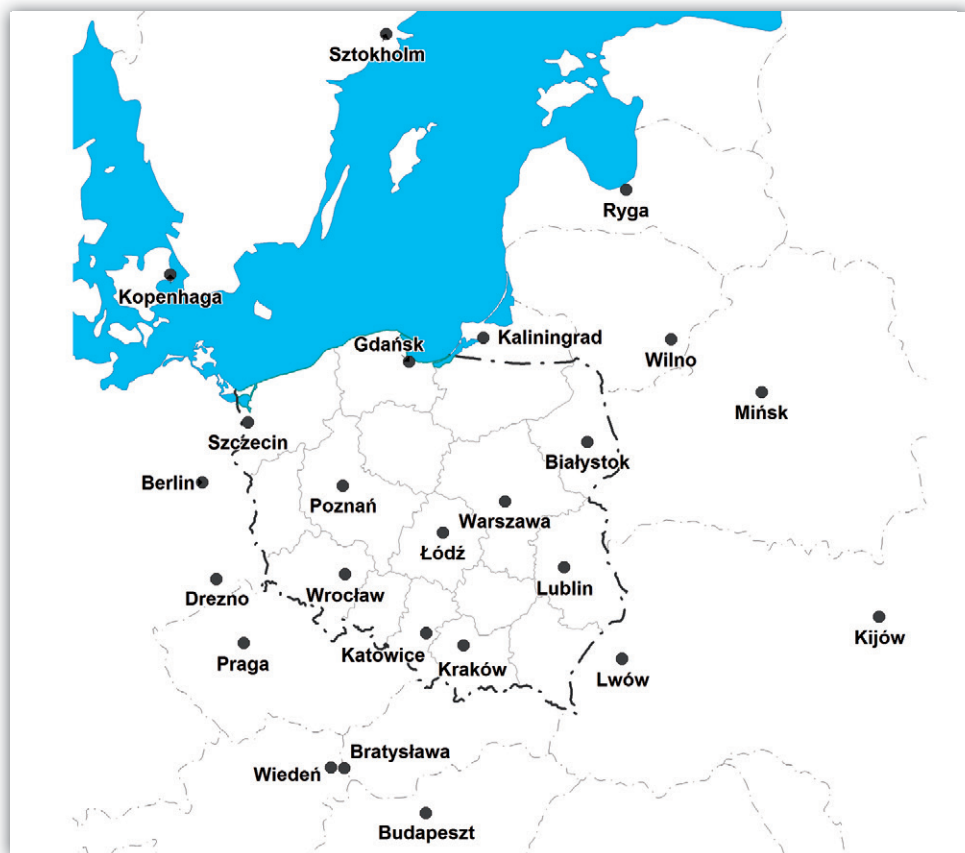 Sztokholm
Ryga
Kopenhaga
Gdańsk
Kaliningrad
Wilno
Mińsk
Szczecin
Białystok
Berlin
Poznań
Warszawa
Łódź
Drezno
Wrocław
Lublin
Kijów
Praga
Katowice
Kraków
Lwów
Bratysława
Wiedeń
Budapeszt